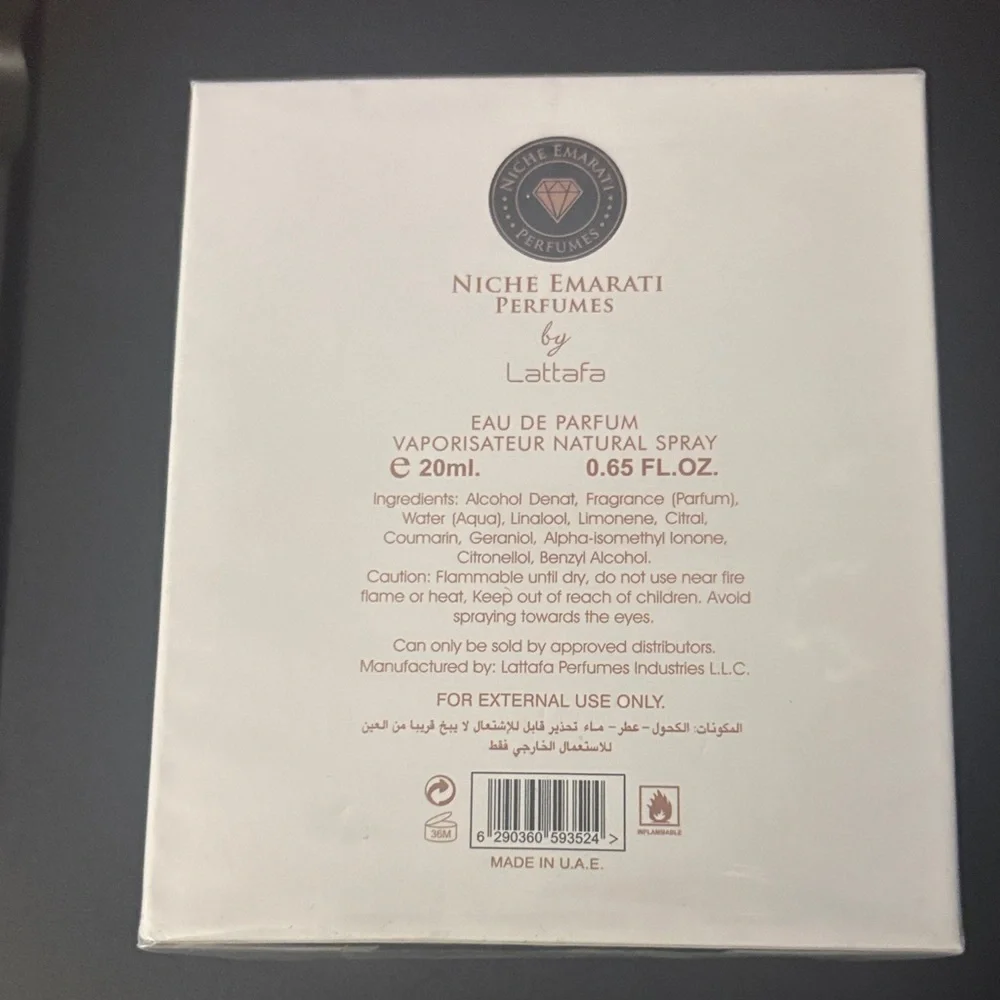 NICHE EMARATI
PERFUMES
NICHE EMARATI
PERFUMES
by
Lattafa
EAU DE PARFUM
VAPORISATEUR NATURAL SPRAY
℮ 20ml. 0.65 FL.OZ.
Ingredients: Alcohol Denat, Fragrance (Parfum),
Water (Aqua), Linalool, Limonene, Citral,
Coumarin, Geraniol, Alpha-isomethyl Ionone,
Citronellol, Benzyl Alcohol.
Caution: Flammable until dry, do not use near fire
flame or heat, Keep out of reach of children. Avoid
spraying towards the eyes.
Can only be sold by approved distributors.
Manufactured by: Lattafa Perfumes Industries L.L.C.
FOR EXTERNAL USE ONLY.
المكونات: الكحول - عطر - ماء تحذير قابل للإشتعال لا يبخ قريبا من العين
للاستعمال الخارجي فقط
36M
6 290360 593524 >
INFLAMMABLE
MADE IN U.A.E.